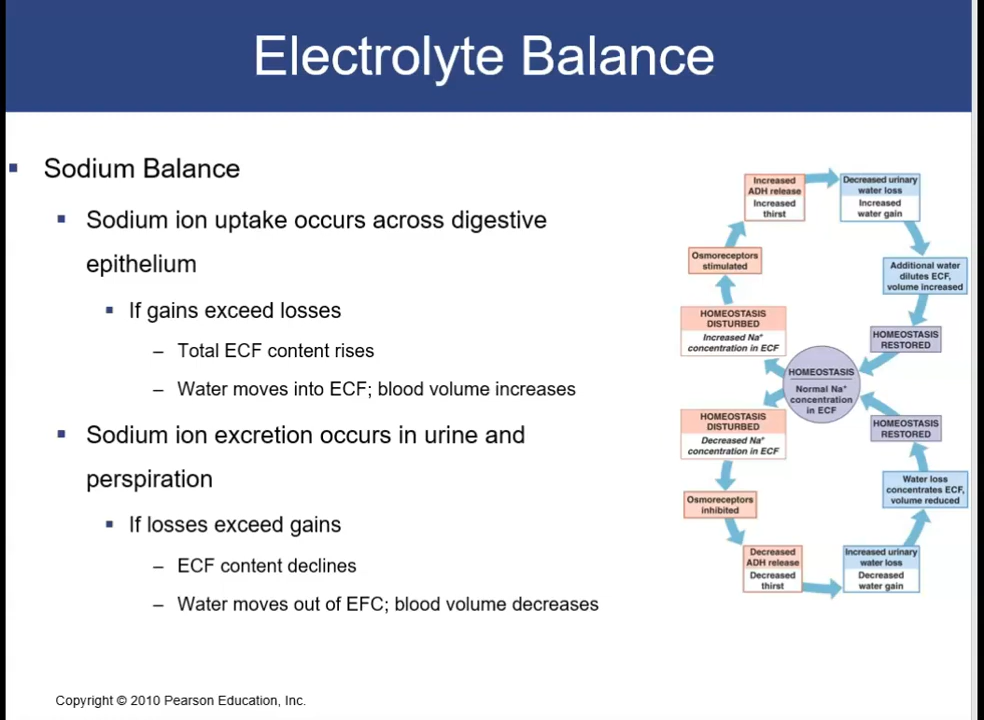 Electrolyte Balance
Sodium Balance
Sodium ion uptake occurs across digestive
epithelium
If gains exceed losses
– Total ECF content rises
– Water moves into ECF; blood volume increases
Sodium ion excretion occurs in urine and
perspiration
If losses exceed gains
– ECF content declines
– Water moves out of EFC; blood volume decreases
Increased
ADH release
Increased
thirst
Decreased urinary
water loss
Increased
water gain
Osmoreceptors
stimulated
Additional water
dilutes ECF,
volume increased
HOMEOSTASIS
DISTURBED
Increased Na⁺
concentration in ECF
HOMEOSTASIS
RESTORED
HOMEOSTASIS
Normal Na⁺
concentration
in ECF
HOMEOSTASIS
DISTURBED
Decreased Na⁺
concentration in ECF
HOMEOSTASIS
RESTORED
Osmoreceptors
inhibited
Water loss
concentrates ECF,
volume reduced
Decreased
ADH release
Decreased
thirst
Increased urinary
water loss
Decreased
water gain
Copyright © 2010 Pearson Education, Inc.